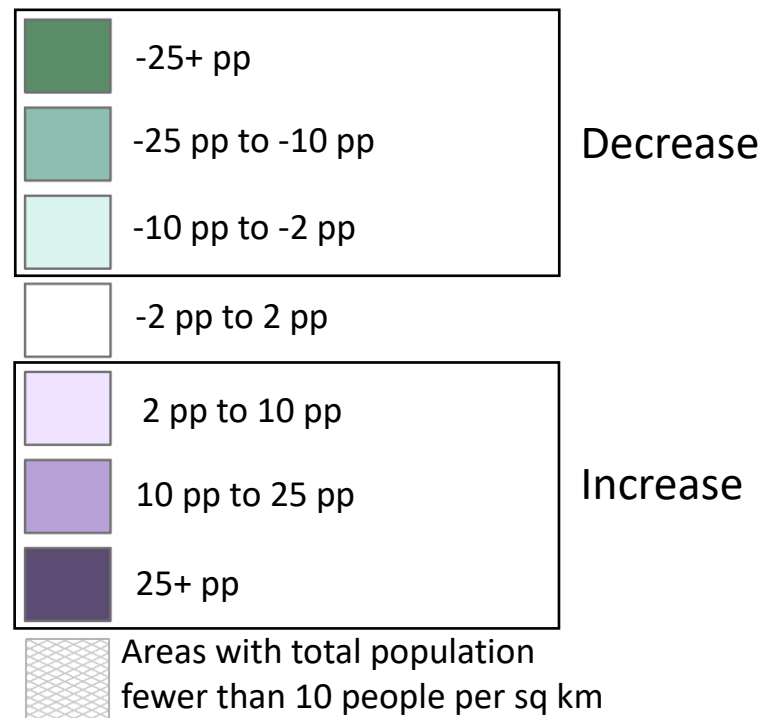 -25+ pp
-25 pp to -10 pp
Decrease
-10 pp to -2 pp
-2 pp to 2 pp
2 pp to 10 pp
10 pp to 25 pp
Increase
25+ pp
Areas with total population
fewer than 10 people per sq km